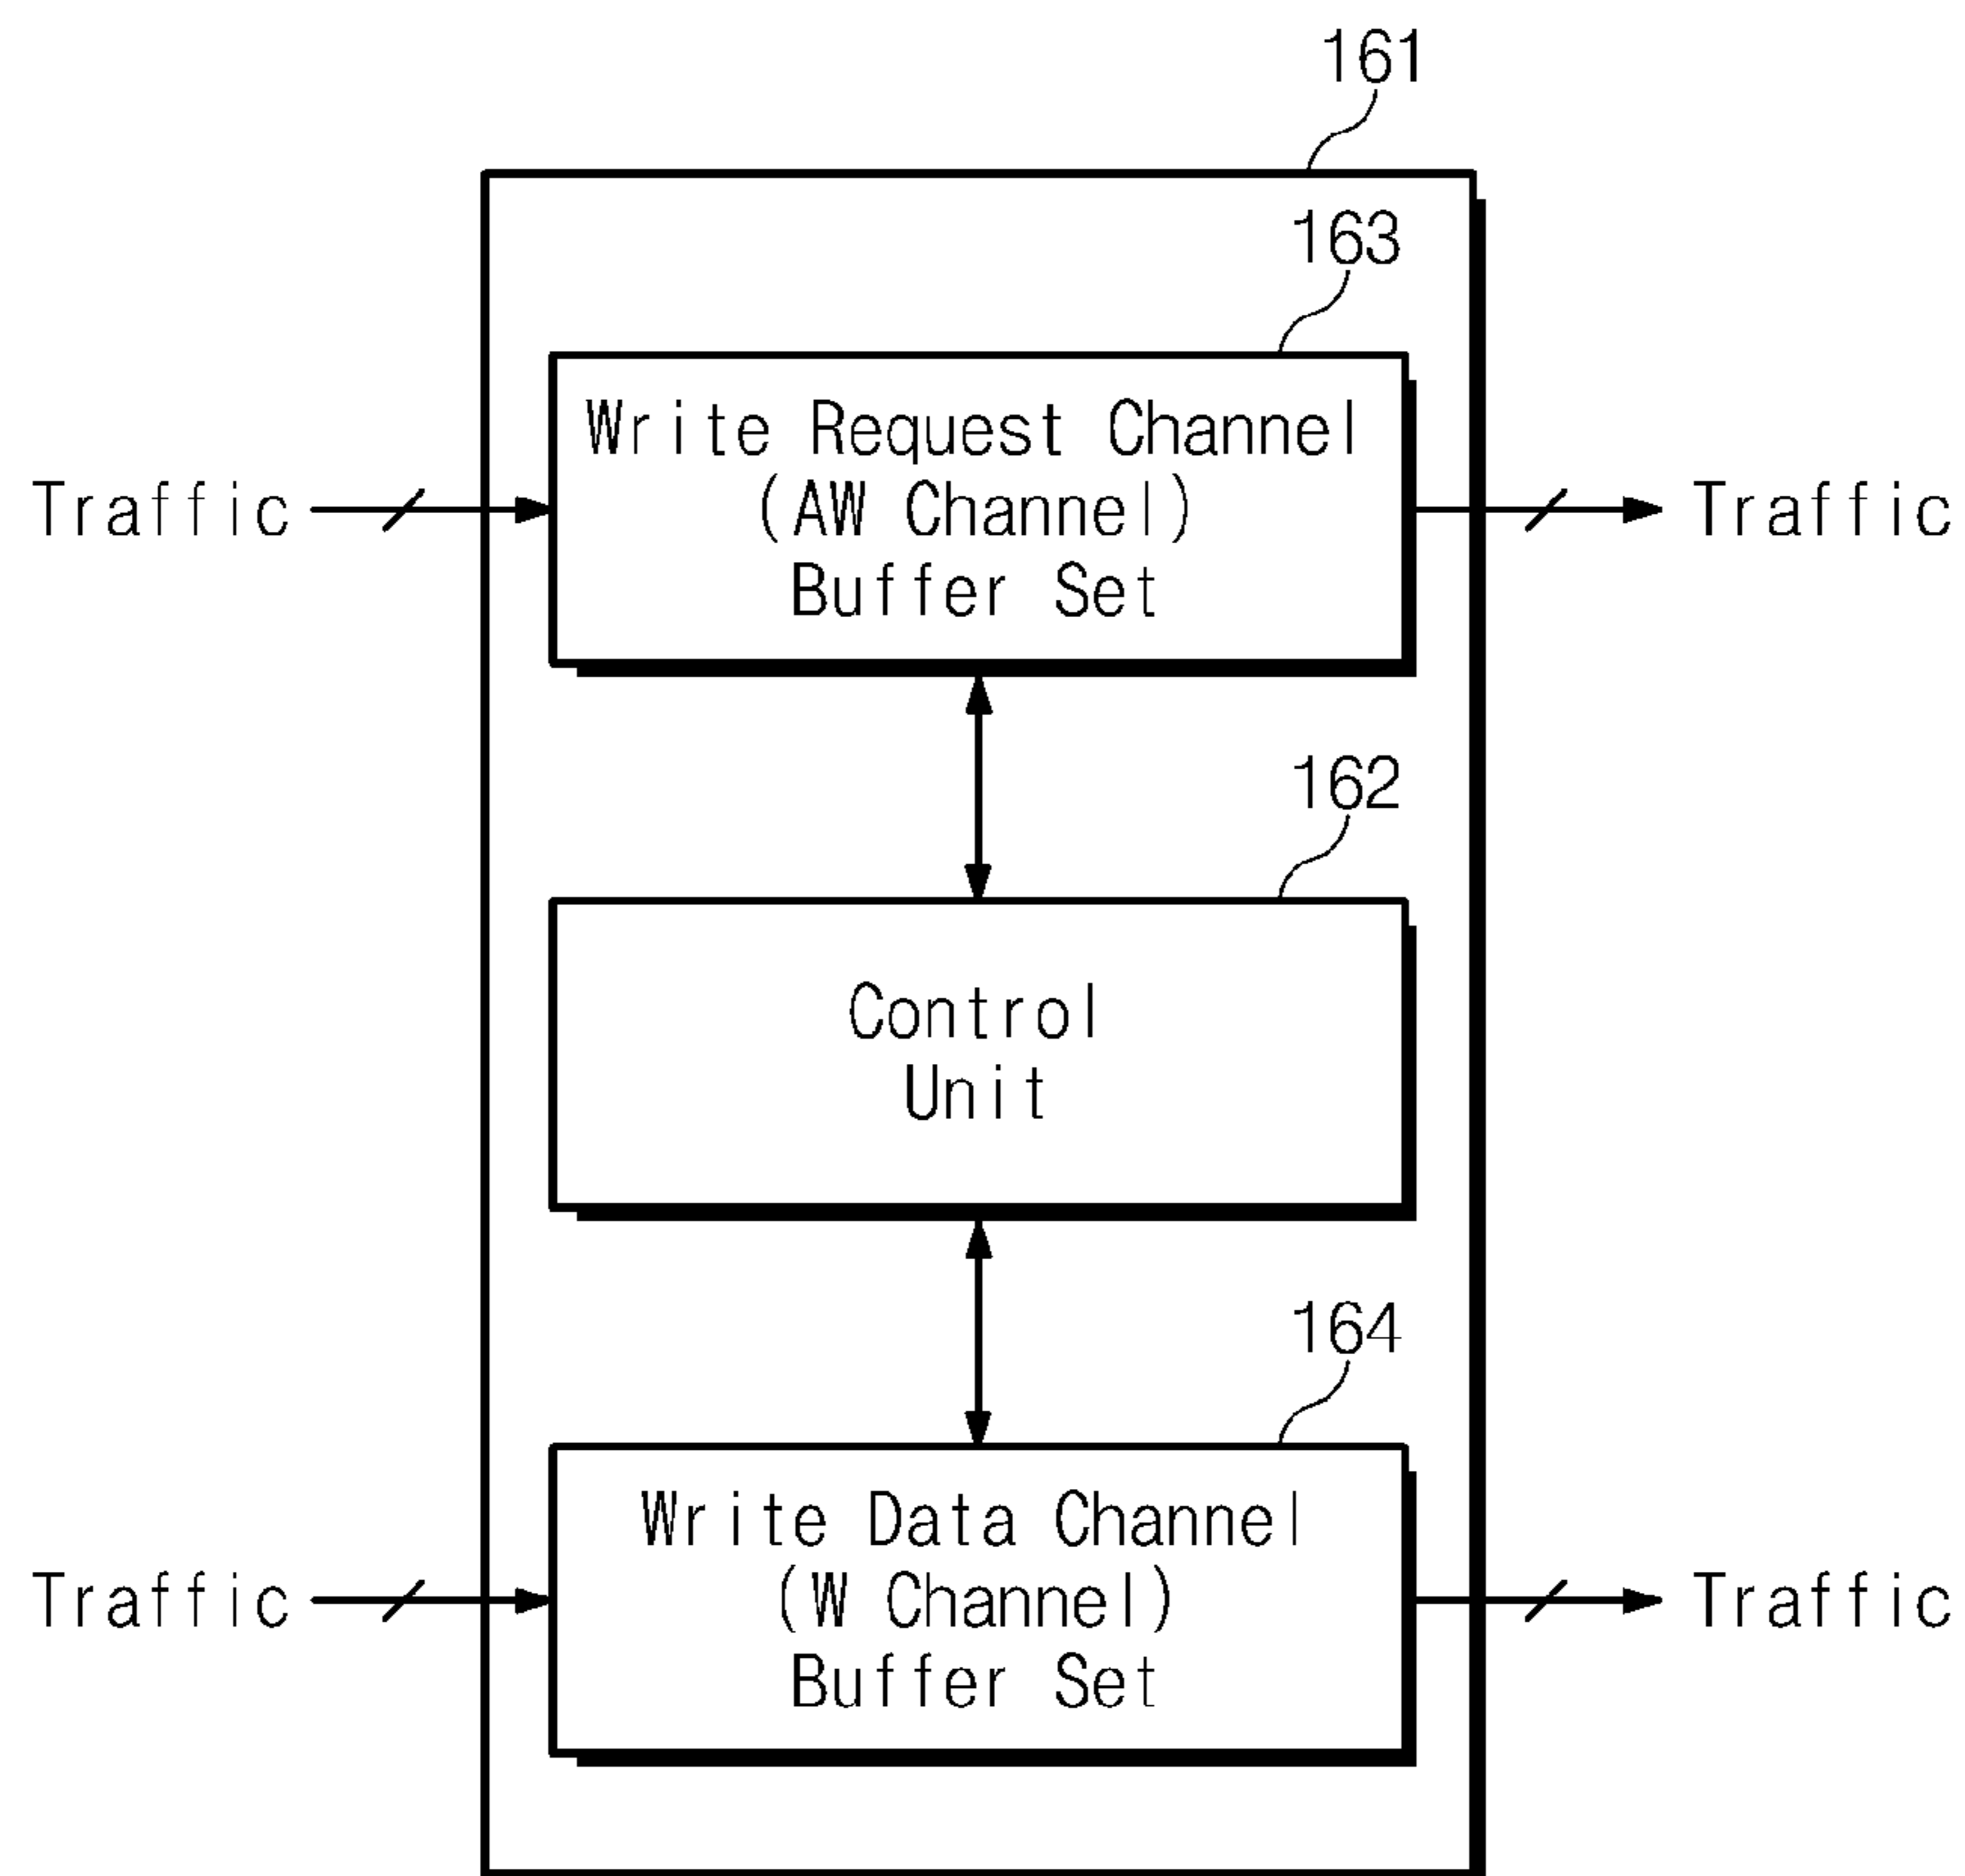 161
163
Write Request Channel
(AW Channel)
Buffer Set
Traffic
Traffic
162
Control
Unit
164
Write Data Channel
(W Channel)
Buffer Set
Traffic
Traffic